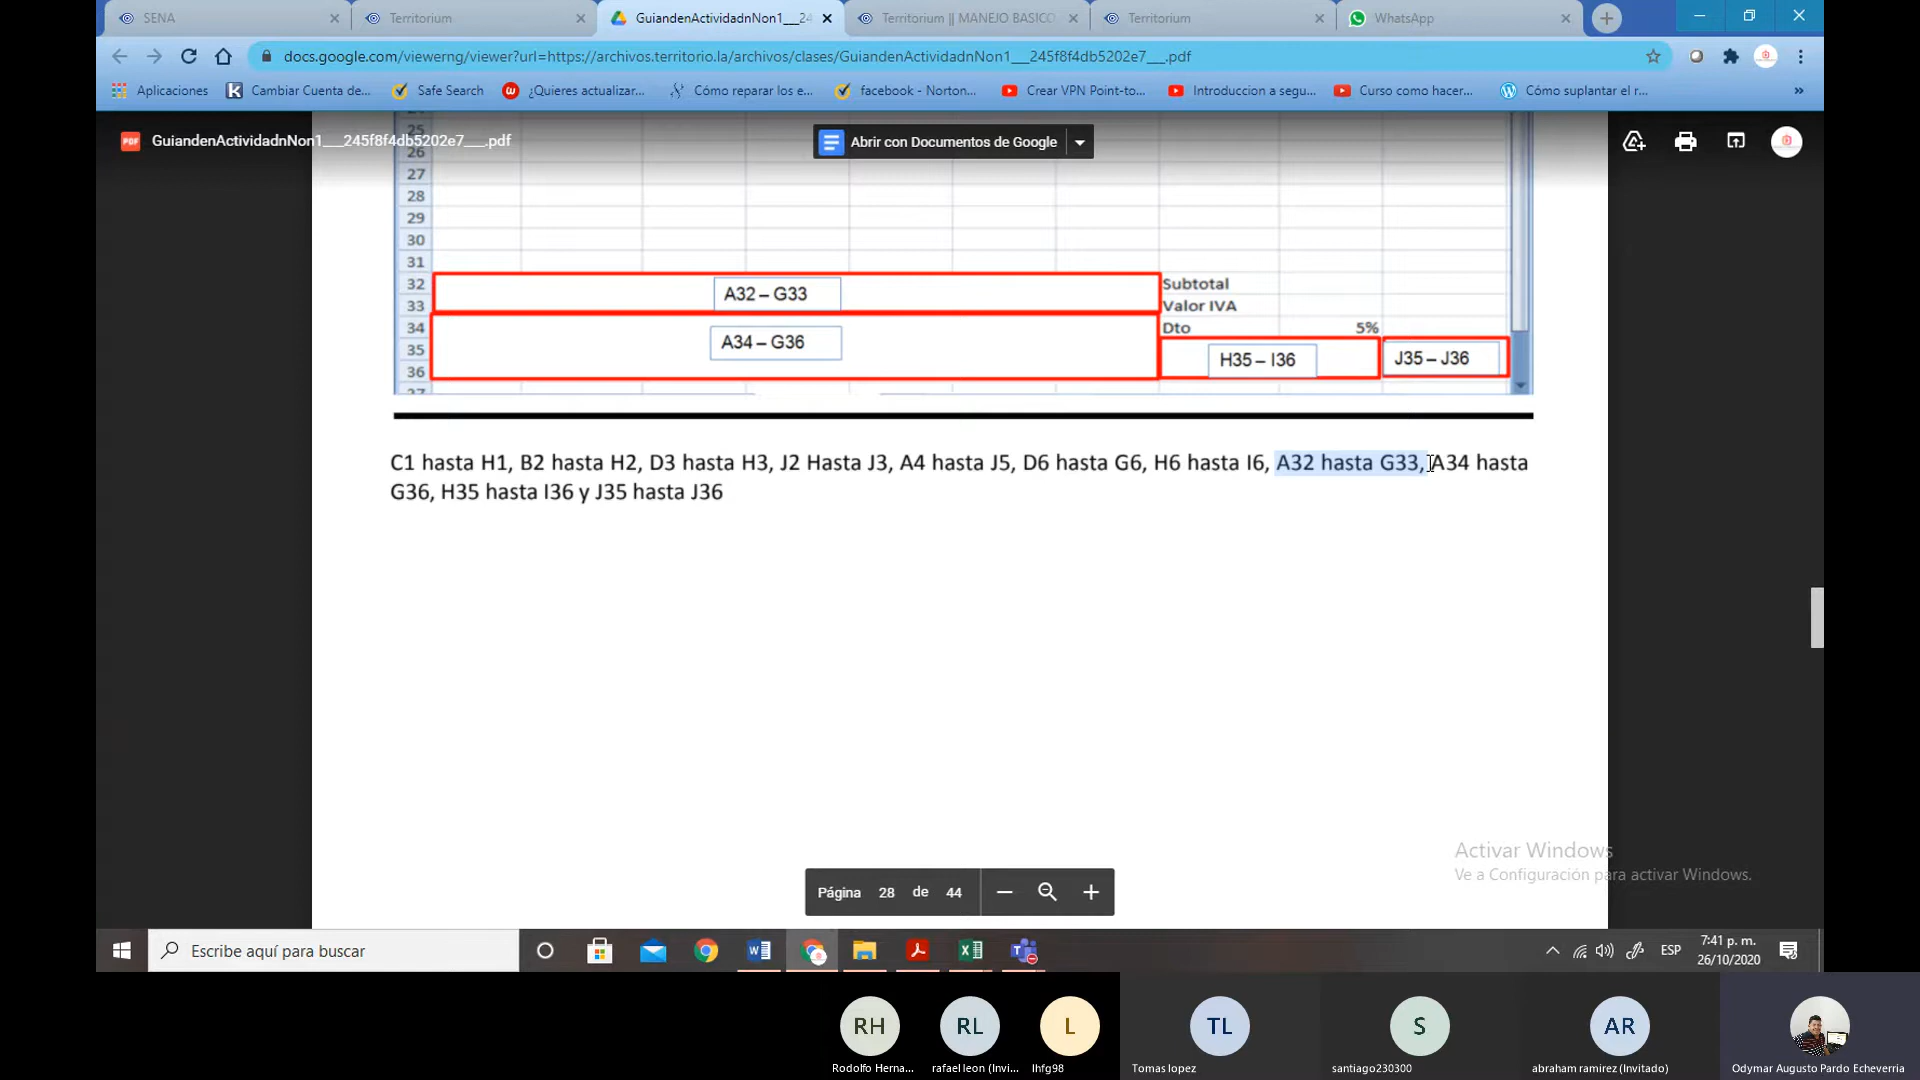 SENA
Territorium
GuiandenActividadnNon1___24
Territorium || MANEJO BASICO
Territorium
WhatsApp
docs.google.com/viewerng/viewer?url=https://archivos.territorio.la/archivos/clases/GuiandenActividadnNon1___245f8f4db5202e7___.pdf
Aplicaciones
Cambiar Cuenta de...
Safe Search
¿Quieres actualizar...
Cómo reparar los e...
facebook - Norton...
Crear VPN Point-to...
Introduccion a segu...
Curso como hacer...
Cómo suplantar el r...
»
PDF
GuiandenActividadnNon1___245f8f4db5202e7___.pdf
Abrir con Documentos de Google
25
26
27
28
29
30
31
32
A32 – G33
Subtotal
33
Valor IVA
34
Dto
5%
A34 – G36
35
H35 – I36
J35 – J36
36
C1 hasta H1, B2 hasta H2, D3 hasta H3, J2 Hasta J3, A4 hasta J5, D6 hasta G6, H6 hasta I6, A32 hasta G33, A34 hasta
G36, H35 hasta I36 y J35 hasta J36
Activar Windows
Ve a Configuración para activar Windows.
Página 28 de 44
Escribe aquí para buscar
ESP
7:41 p. m.
26/10/2020
RH
RL
L
TL
S
AR
Rodolfo Herna...
rafael leon (Invi...
lhfg98
Tomas lopez
santiago230300
abraham ramirez (Invitado)
Odymar Augusto Pardo Echeverria